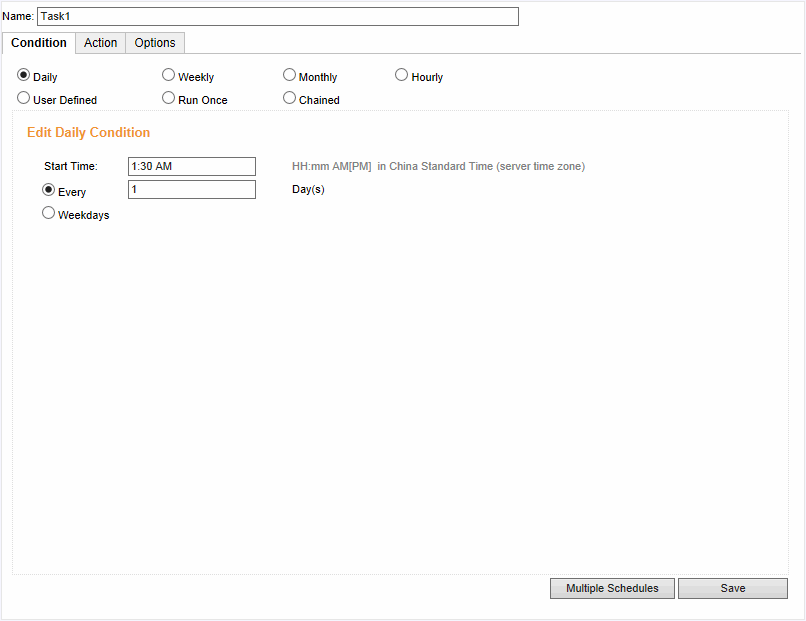 Name: Task1
Condition Action Options
Daily Weekly Monthly Hourly
User Defined Run Once Chained
Edit Daily Condition
Start Time: 1:30 AM HH:mm AM[PM] in China Standard Time (server time zone)
Every 1 Day(s)
Weekdays
Multiple Schedules Save